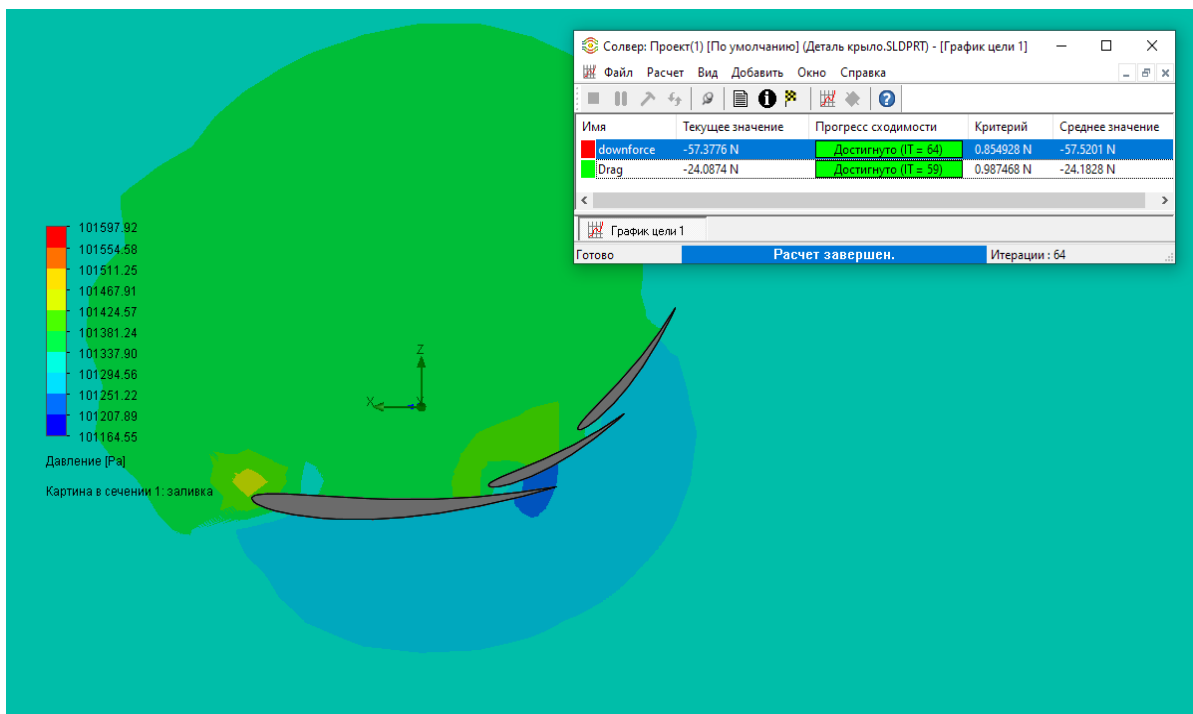 Солвер: Проект(1) [По умолчанию] (Деталь крыло.SLDPRT) - [График цели 1]
Файл Расчет Вид Добавить Окно Справка
Имя Текущее значение Прогресс сходимости Критерий Среднее значение
downforce -57.3776 N Достигнуто (IT = 64) 0.854928 N -57.5201 N
Drag -24.0874 N Достигнуто (IT = 59) 0.987468 N -24.1828 N
График цели 1
Готово Расчет завершен. Итерации : 64
101597.92
101554.58
101511.25
101467.91
101424.57
101381.24
101337.90
101294.56
101251.22
101207.89
101164.55
Давление [Pa]
Картина в сечении 1: заливка
Z
X